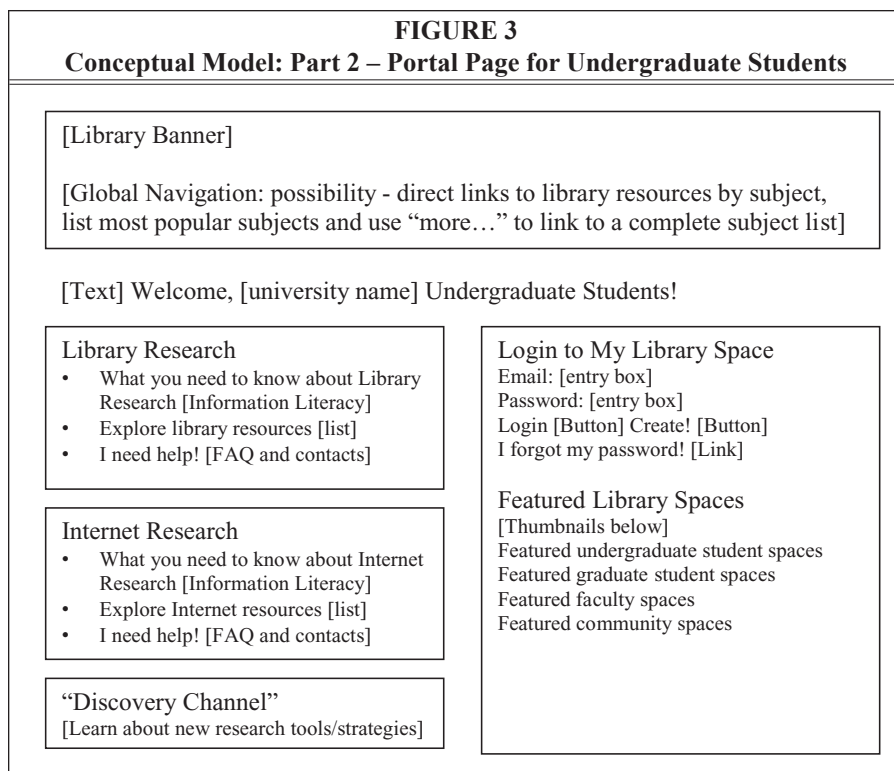 FIGURE 3
Conceptual Model: Part 2 – Portal Page for Undergraduate Students
[Library Banner]
[Global Navigation: possibility - direct links to library resources by subject,
list most popular subjects and use “more…” to link to a complete subject list]
[Text] Welcome, [university name] Undergraduate Students!
Library Research
• What you need to know about Library
Research [Information Literacy]
• Explore library resources [list]
• I need help! [FAQ and contacts]
Internet Research
• What you need to know about Internet
Research [Information Literacy]
• Explore Internet resources [list]
• I need help! [FAQ and contacts]
“Discovery Channel”
[Learn about new research tools/strategies]
Login to My Library Space
Email: [entry box]
Password: [entry box]
Login [Button] Create! [Button]
I forgot my password! [Link]
Featured Library Spaces
[Thumbnails below]
Featured undergraduate student spaces
Featured graduate student spaces
Featured faculty spaces
Featured community spaces